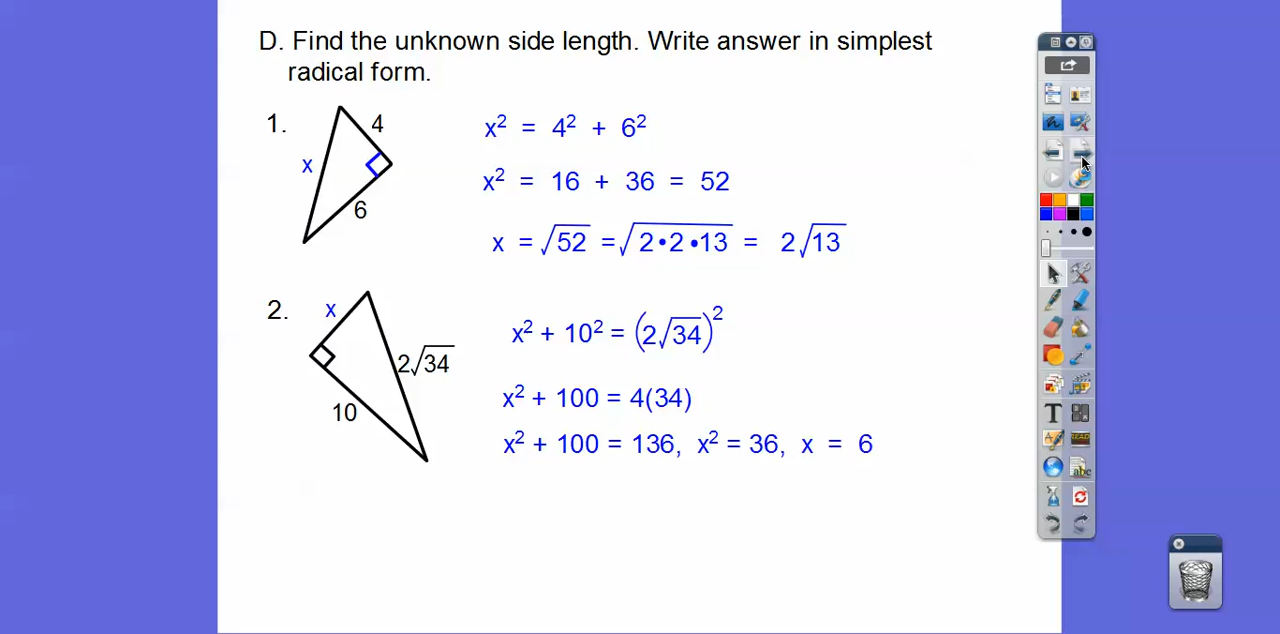 D. Find the unknown side length. Write answer in simplest
radical form.
1.
4
x
6
x² = 4² + 6²
x² = 16 + 36 = 52
x = √52 = √2•2•13 = 2√13
2.
x
2√34
10
x² + 10² = (2√34)²
x² + 100 = 4(34)
x² + 100 = 136, x² = 36, x = 6
T
READ
abc